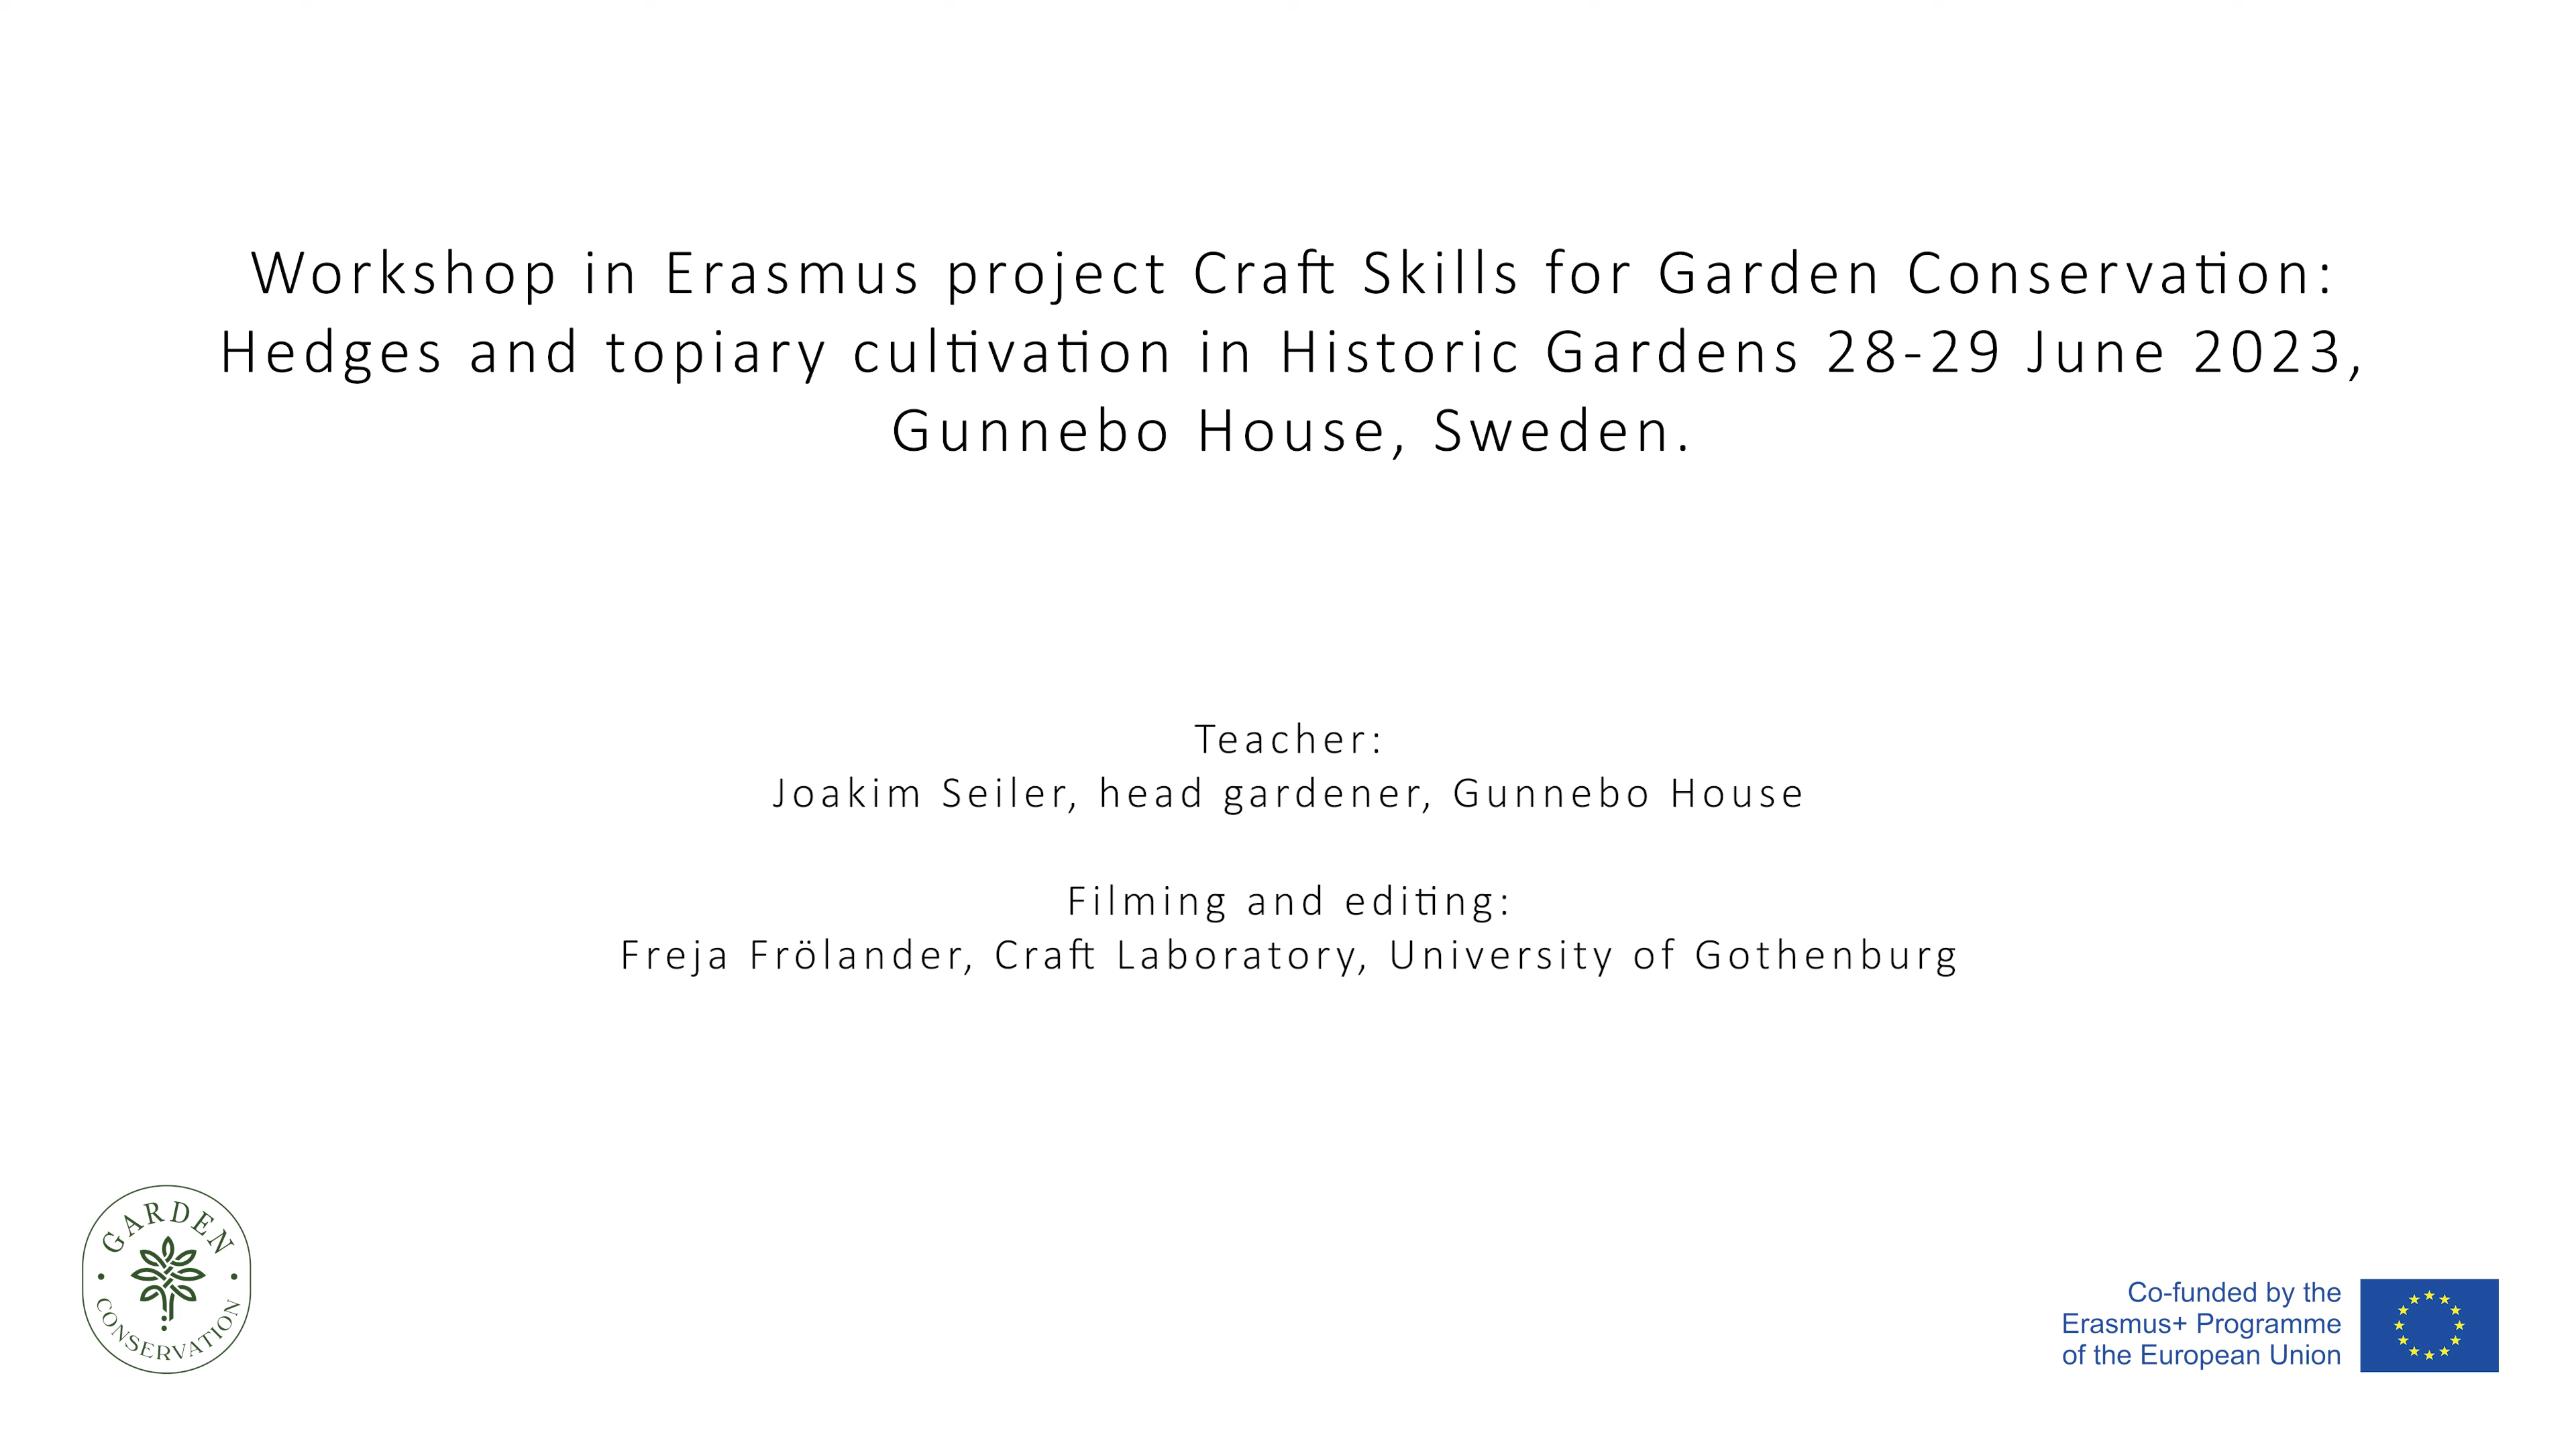 Workshop in Erasmus project Craft Skills for Garden Conservation:
Hedges and topiary cultivation in Historic Gardens 28-29 June 2023,
Gunnebo House, Sweden.
Teacher:
Joakim Seiler, head gardener, Gunnebo House
Filming and editing:
Freja Frölander, Craft Laboratory, University of Gothenburg
GARDEN
CONSERVATION
Co-funded by the
Erasmus+ Programme
of the European Union